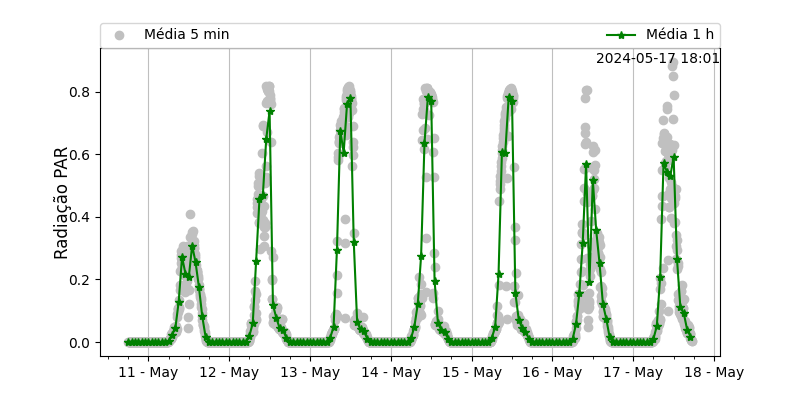 Média 5 min
Média 1 h
2024-05-17 18:01
Radiação PAR
0.8
0.6
0.4
0.2
0.0
11 - May
12 - May
13 - May
14 - May
15 - May
16 - May
17 - May
18 - May